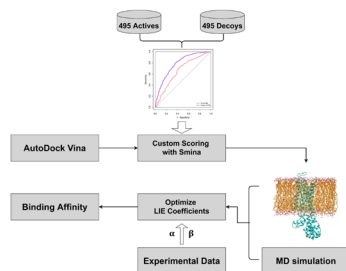 495 Actives
495 Decoys
AutoDock Vina
Custom Scoring
with Smina
Binding Affinity
Optimize
LIE Coefficients
α
β
Experimental Data
MD simulation